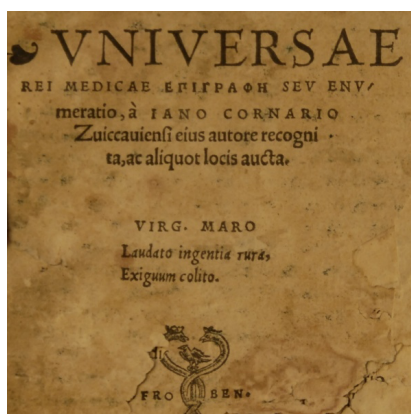 VNIVERSAE
REI MEDICAE ΕΠΙΓΡΑΦΗ SEV ENV/
meratio, à IANO CORNARIO
Zuiccauiensi eius autore recogni
ta, ac aliquot locis aucta.
VIRG. MARO
Laudato ingentia rura,
Exiguum colito.
FRO BEN.